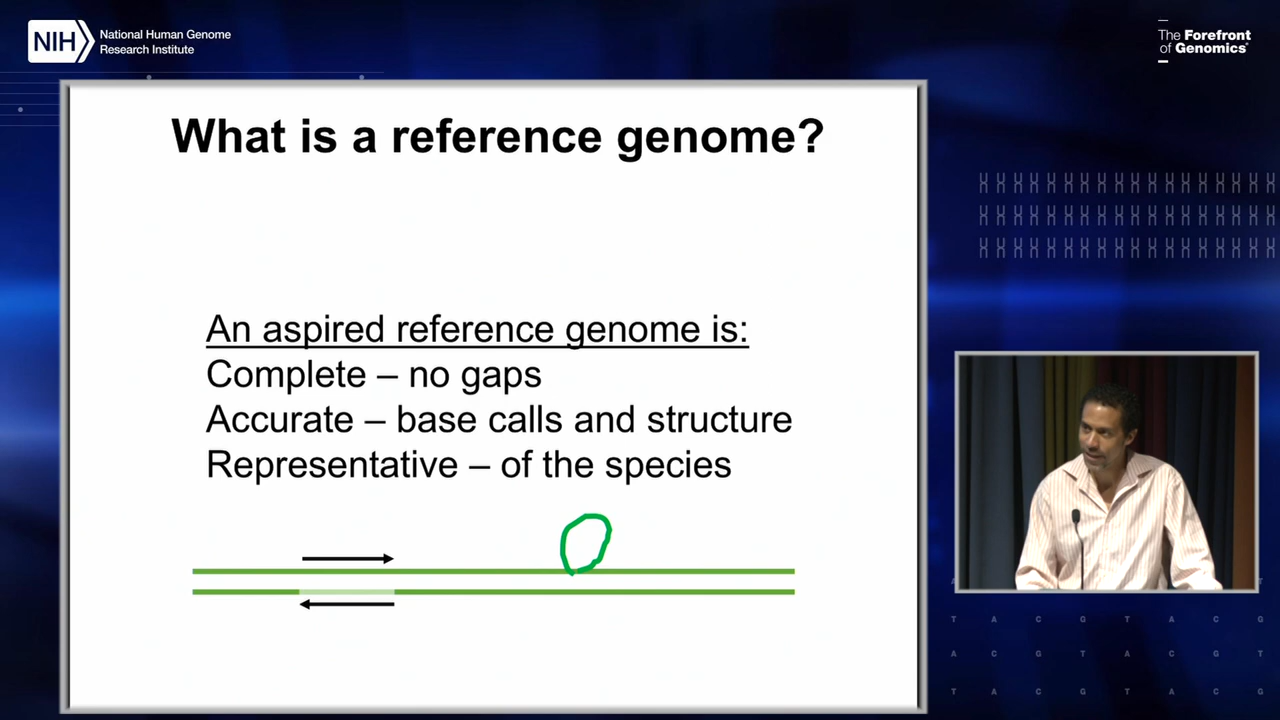 NIH
National Human Genome
Research Institute
The Forefront
of Genomics®
What is a reference genome?
An aspired reference genome is:
Complete – no gaps
Accurate – base calls and structure
Representative – of the species
T A C G T A C G
A C G T A C G T
T A C G T A C G